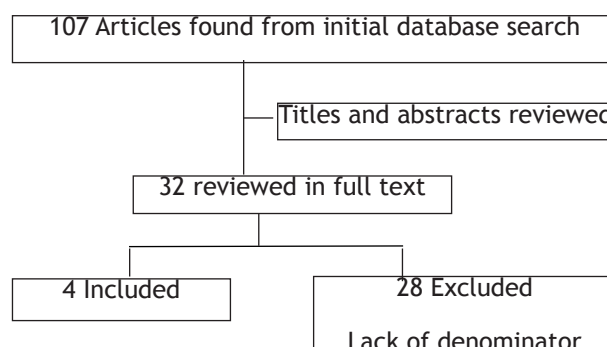 107 Articles found from initial database search
Titles and abstracts reviewed
32 reviewed in full text
4 Included
28 Excluded
Lack of denominator